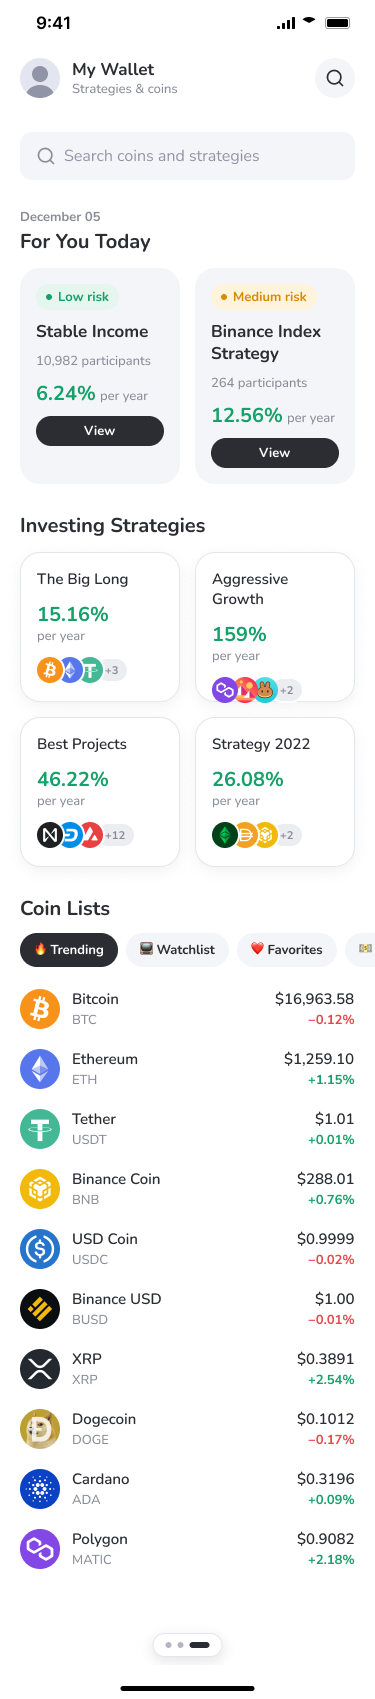 9:41
My Wallet
Strategies & coins
Search coins and strategies
December 05
For You Today
Low risk
Stable Income
10,982 participants
6.24% per year
View
Medium risk
Binance Index
Strategy
264 participants
12.56% per year
View
Investing Strategies
The Big Long
15.16%
per year
+3
Aggressive
Growth
159%
per year
+2
Best Projects
46.22%
per year
+12
Strategy 2022
26.08%
per year
+2
Coin Lists
Trending
Watchlist
Favorites
Bitcoin
$16,963.58
BTC
−0.12%
Ethereum
$1,259.10
ETH
+1.15%
Tether
$1.01
USDT
+0.01%
Binance Coin
$288.01
BNB
+0.76%
USD Coin
$0.9999
USDC
−0.02%
Binance USD
$1.00
BUSD
−0.01%
XRP
$0.3891
XRP
+2.54%
Dogecoin
$0.1012
DOGE
−0.17%
Cardano
$0.3196
ADA
+0.09%
Polygon
$0.9082
MATIC
+2.18%